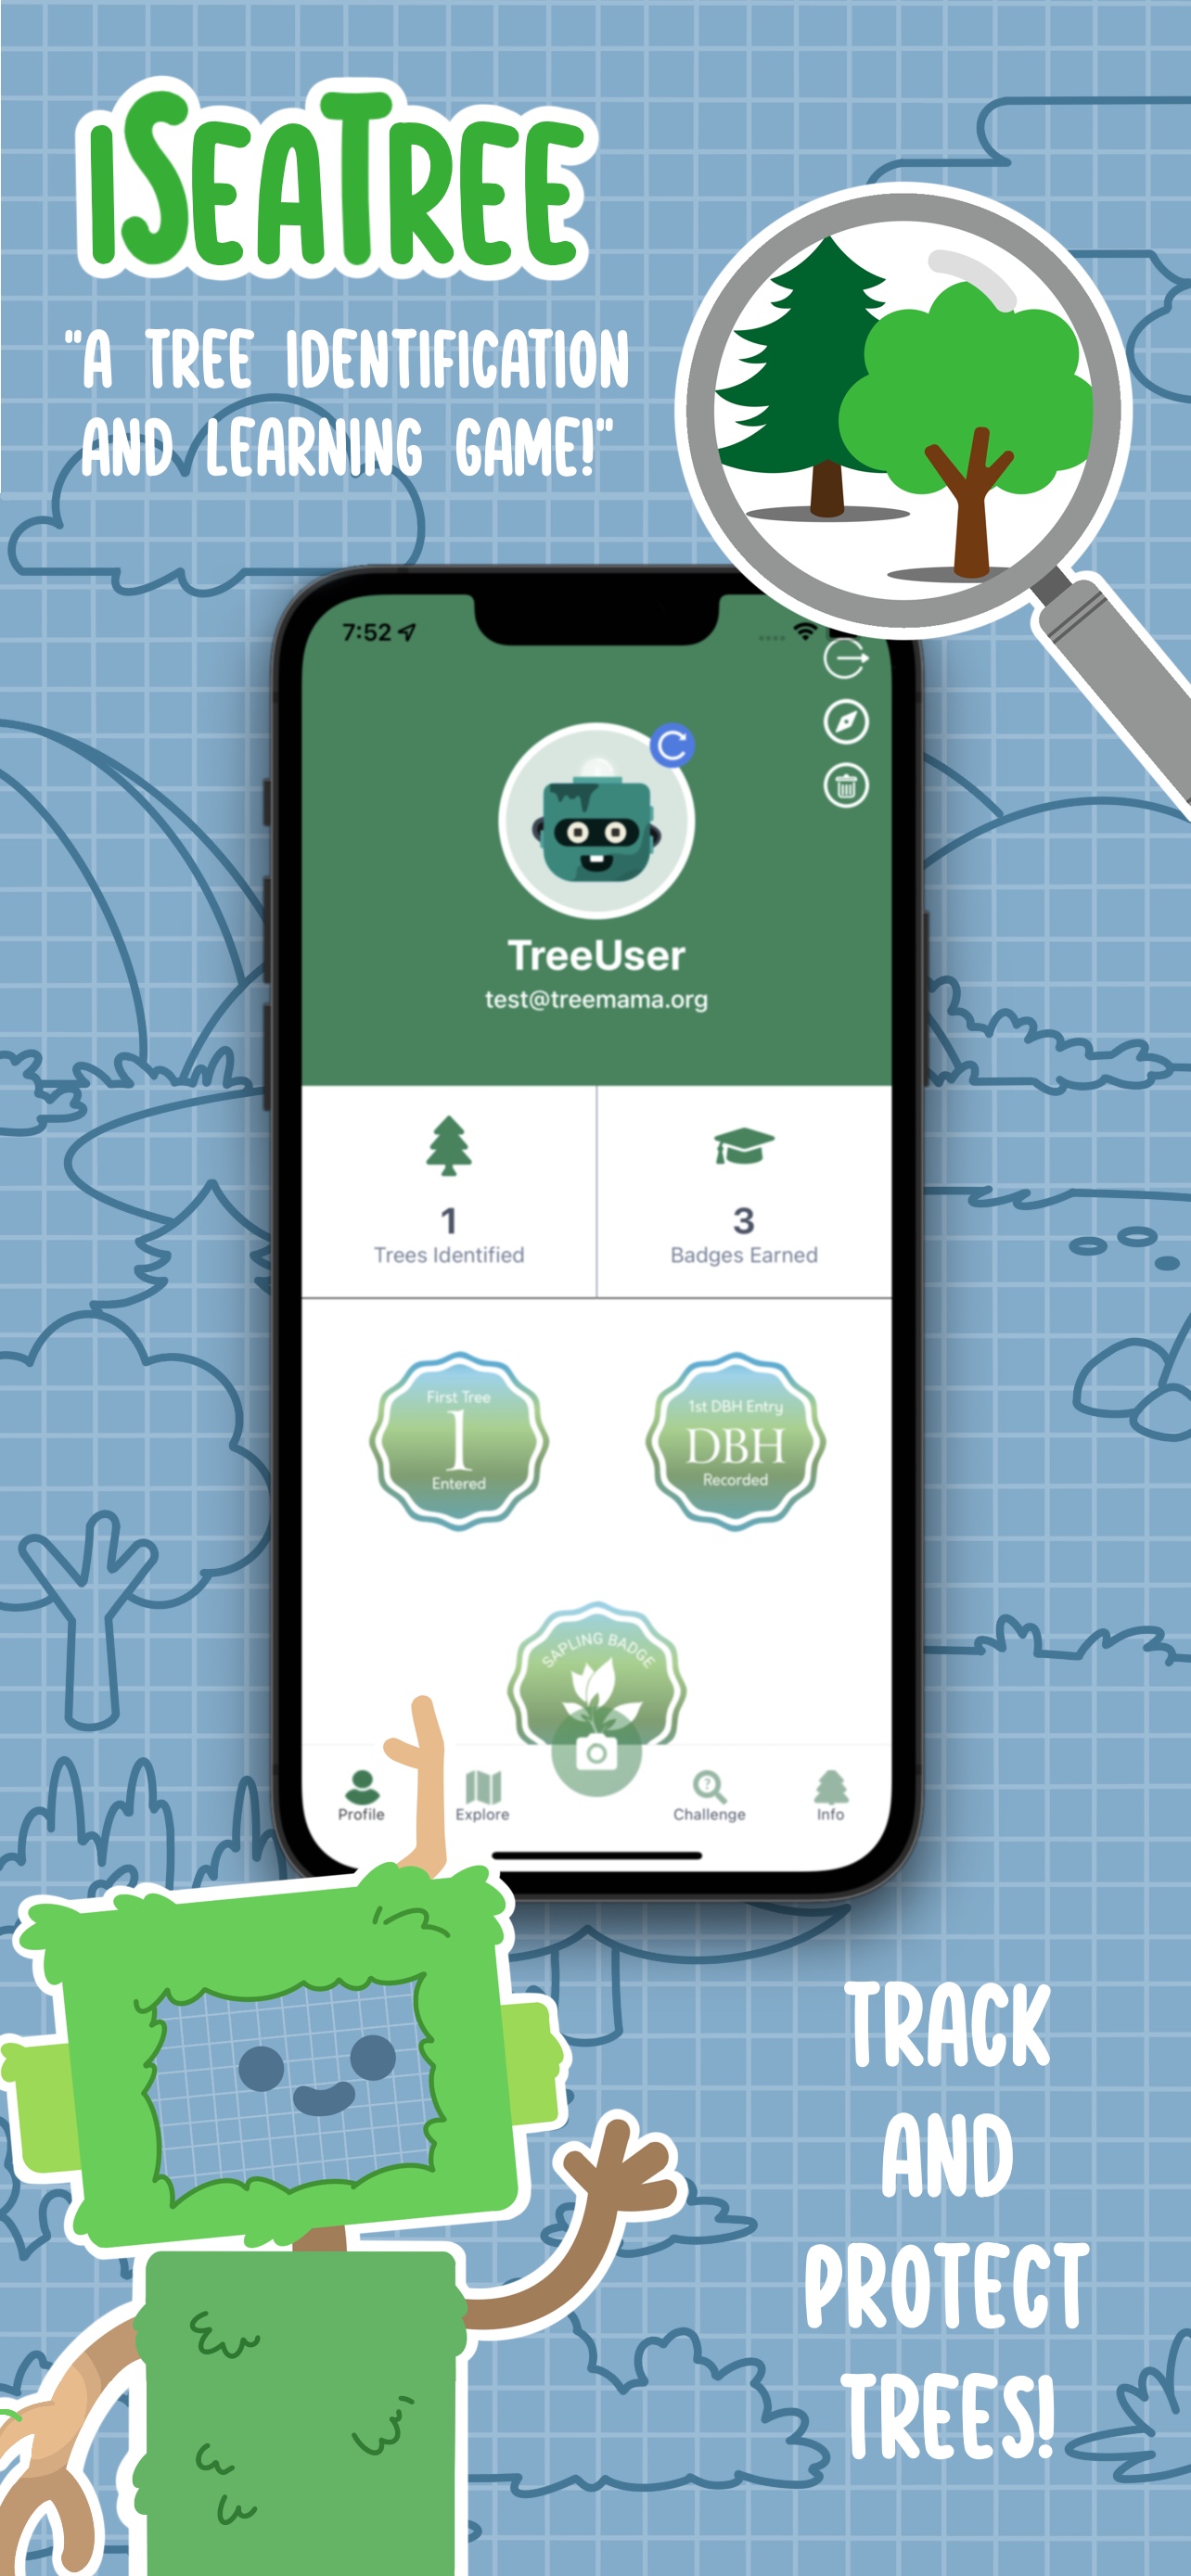 ISEATREE
"A TREE IDENTIFICATION
AND LEARNING GAME!"
7:52
TreeUser
test@treemama.org
1
Trees Identified
3
Badges Earned
First Tree
1
Entered
1st DBH Entry
DBH
Recorded
SAPLING BADGE
Profile
Explore
?
Challenge
Info
TRACK
AND
PROTECT
TREES!